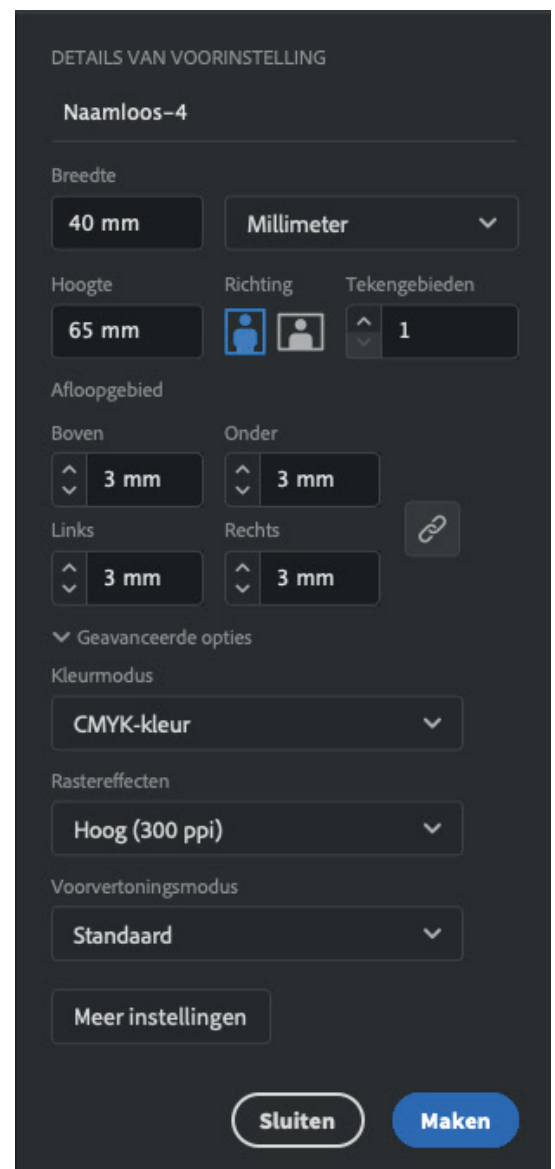 DETAILS VAN VOORINSTELLING
Naamloos-4
Breedte
40 mm Millimeter
Hoogte Richting Tekengebieden
65 mm 1
Afloopgebied
Boven Onder
3 mm 3 mm
Links Rechts
3 mm 3 mm
Geavanceerde opties
Kleurmodus
CMYK-kleur
Rastereffecten
Hoog (300 ppi)
Voorvertoningsmodus
Standaard
Meer instellingen
Sluiten Maken